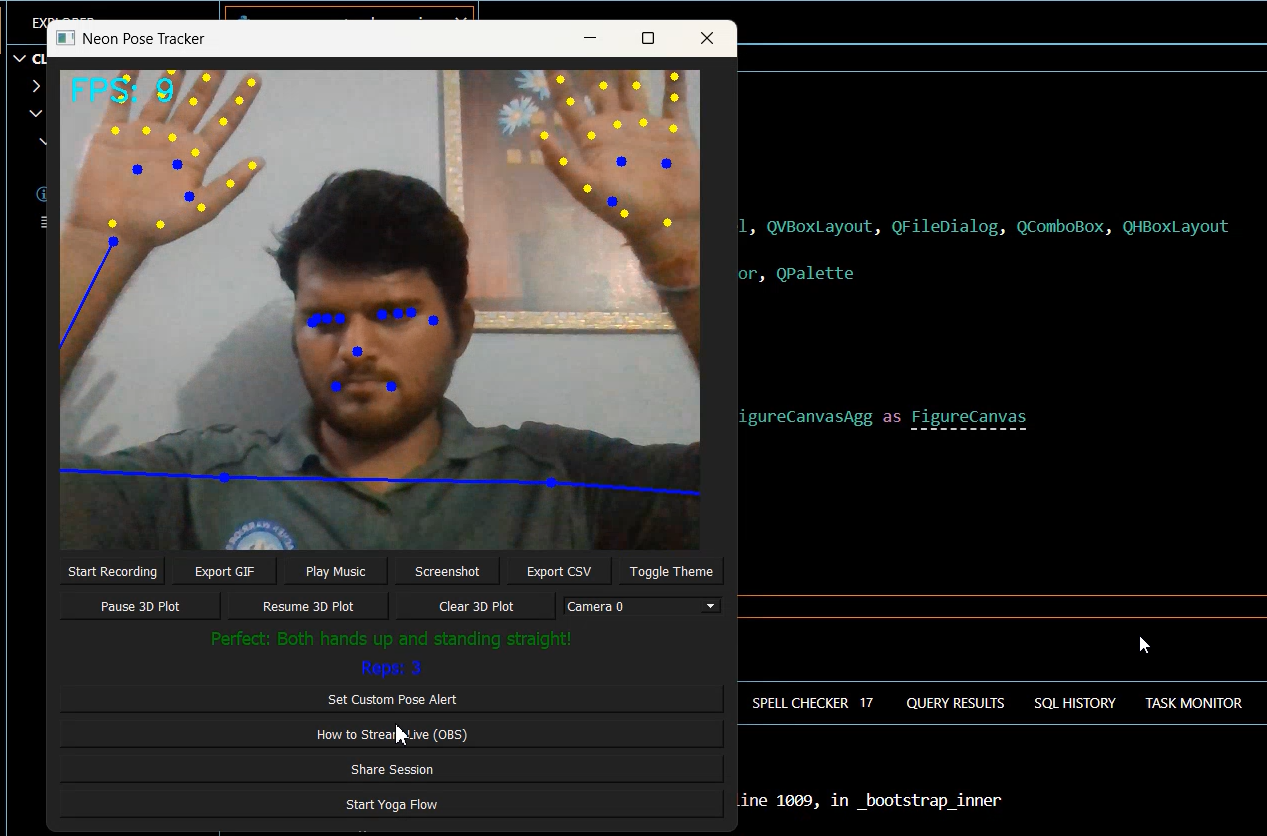 EXPLORER
Neon Pose Tracker
CL
FPS: 9
l, QVBoxLayout, QFileDialog, QComboBox, QHBoxLayout
or, QPalette
igureCanvasAgg as FigureCanvas
Start Recording Export GIF Play Music Screenshot Export CSV Toggle Theme
Pause 3D Plot Resume 3D Plot Clear 3D Plot Camera 0
Perfect: Both hands up and standing straight!
Reps: 3
Set Custom Pose Alert
SPELL CHECKER 17 QUERY RESULTS SQL HISTORY TASK MONITOR
How to Stream Live (OBS)
Share Session
Start Yoga Flow
line 1009, in _bootstrap_inner